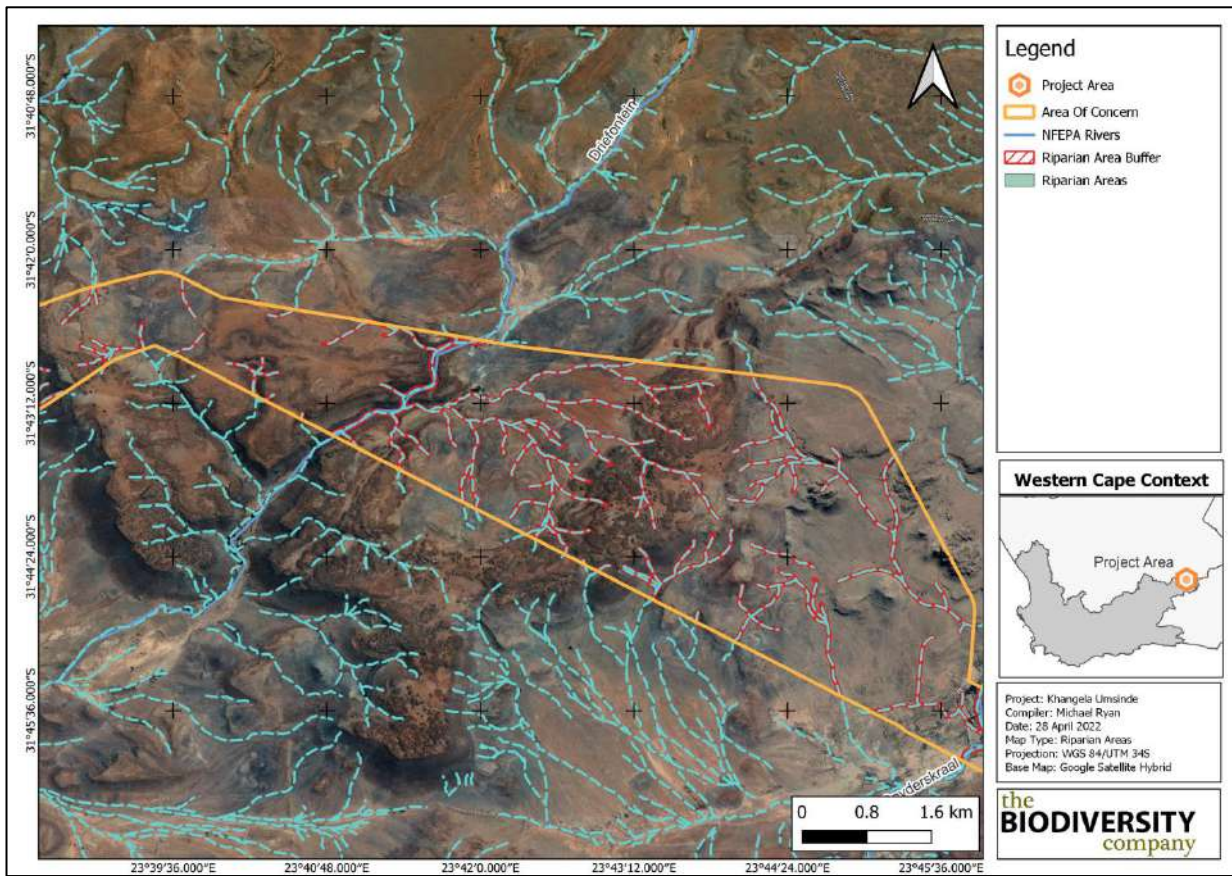 Legend
Project Area
Area Of Concern
NFEPA Rivers
Riparian Area Buffer
Riparian Areas
Driefontein
31°40'48.000"S
31°42'0.000"S
31°43'12.000"S
31°44'24.000"S
31°45'36.000"S
0 0.8 1.6 km
23°39'36.000"E 23°40'48.000"E 23°42'0.000"E 23°43'12.000"E 23°44'24.000"E 23°45'36.000"E
Western Cape Context
Project Area
Project: Khangela Umsinde
Compiler: Michael Ryan
Date: 28 April 2022
Map Type: Riparian Areas
Projection: WGS 84/UTM 34S
Base Map: Google Satellite Hybrid
the
BIODIVERSITY
company